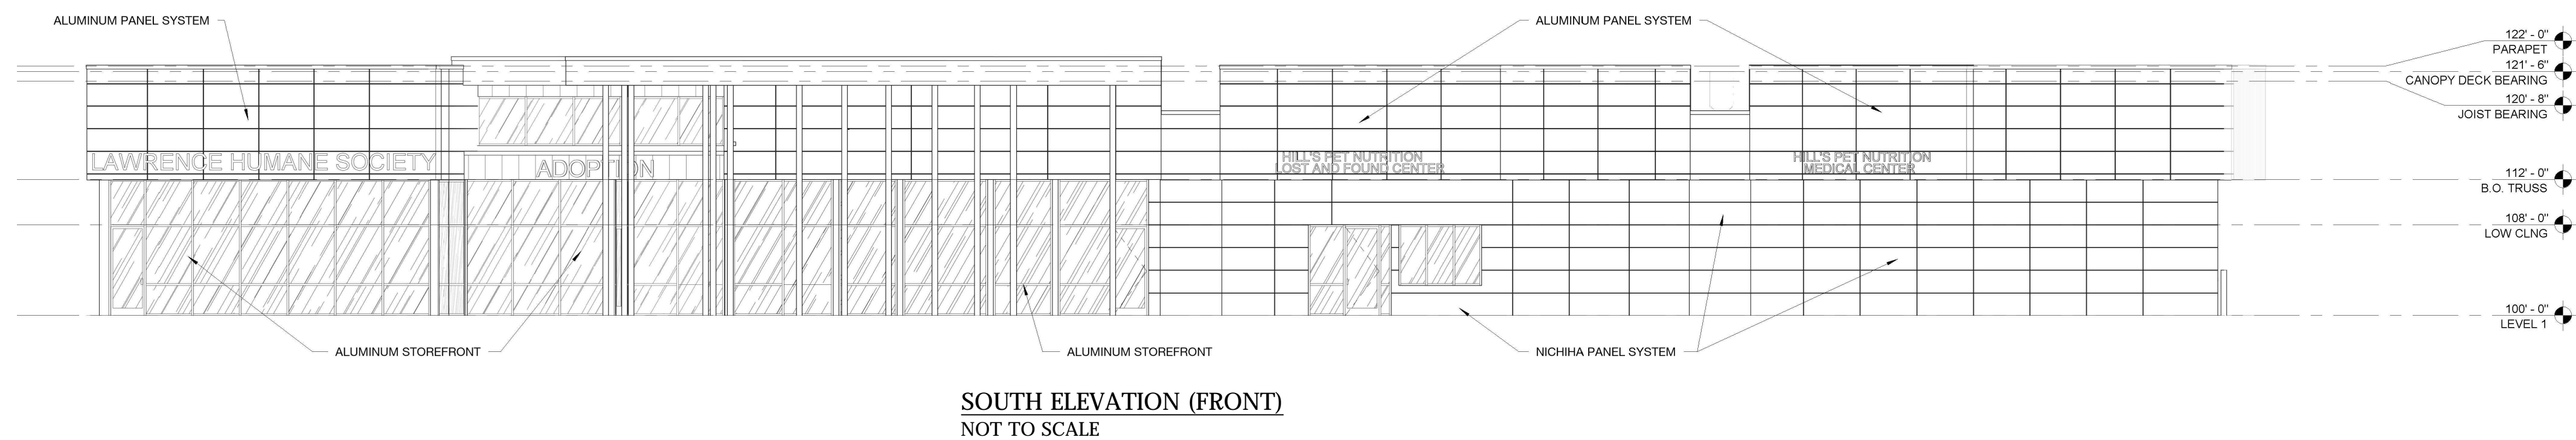 ALUMINUM PANEL SYSTEM
ALUMINUM PANEL SYSTEM
122' - 0"
PARAPET
121' - 6"
CANOPY DECK BEARING
120' - 8"
JOIST BEARING
LAWRENCE HUMANE SOCIETY
ADOPTION
HILL'S PET NUTRITION
LOST AND FOUND CENTER
HILL'S PET NUTRITION
MEDICAL CENTER
112' - 0"
B.O. TRUSS
108' - 0"
LOW CLNG
100' - 0"
LEVEL 1
ALUMINUM STOREFRONT
ALUMINUM STOREFRONT
NICHIHA PANEL SYSTEM
SOUTH ELEVATION (FRONT)
NOT TO SCALE